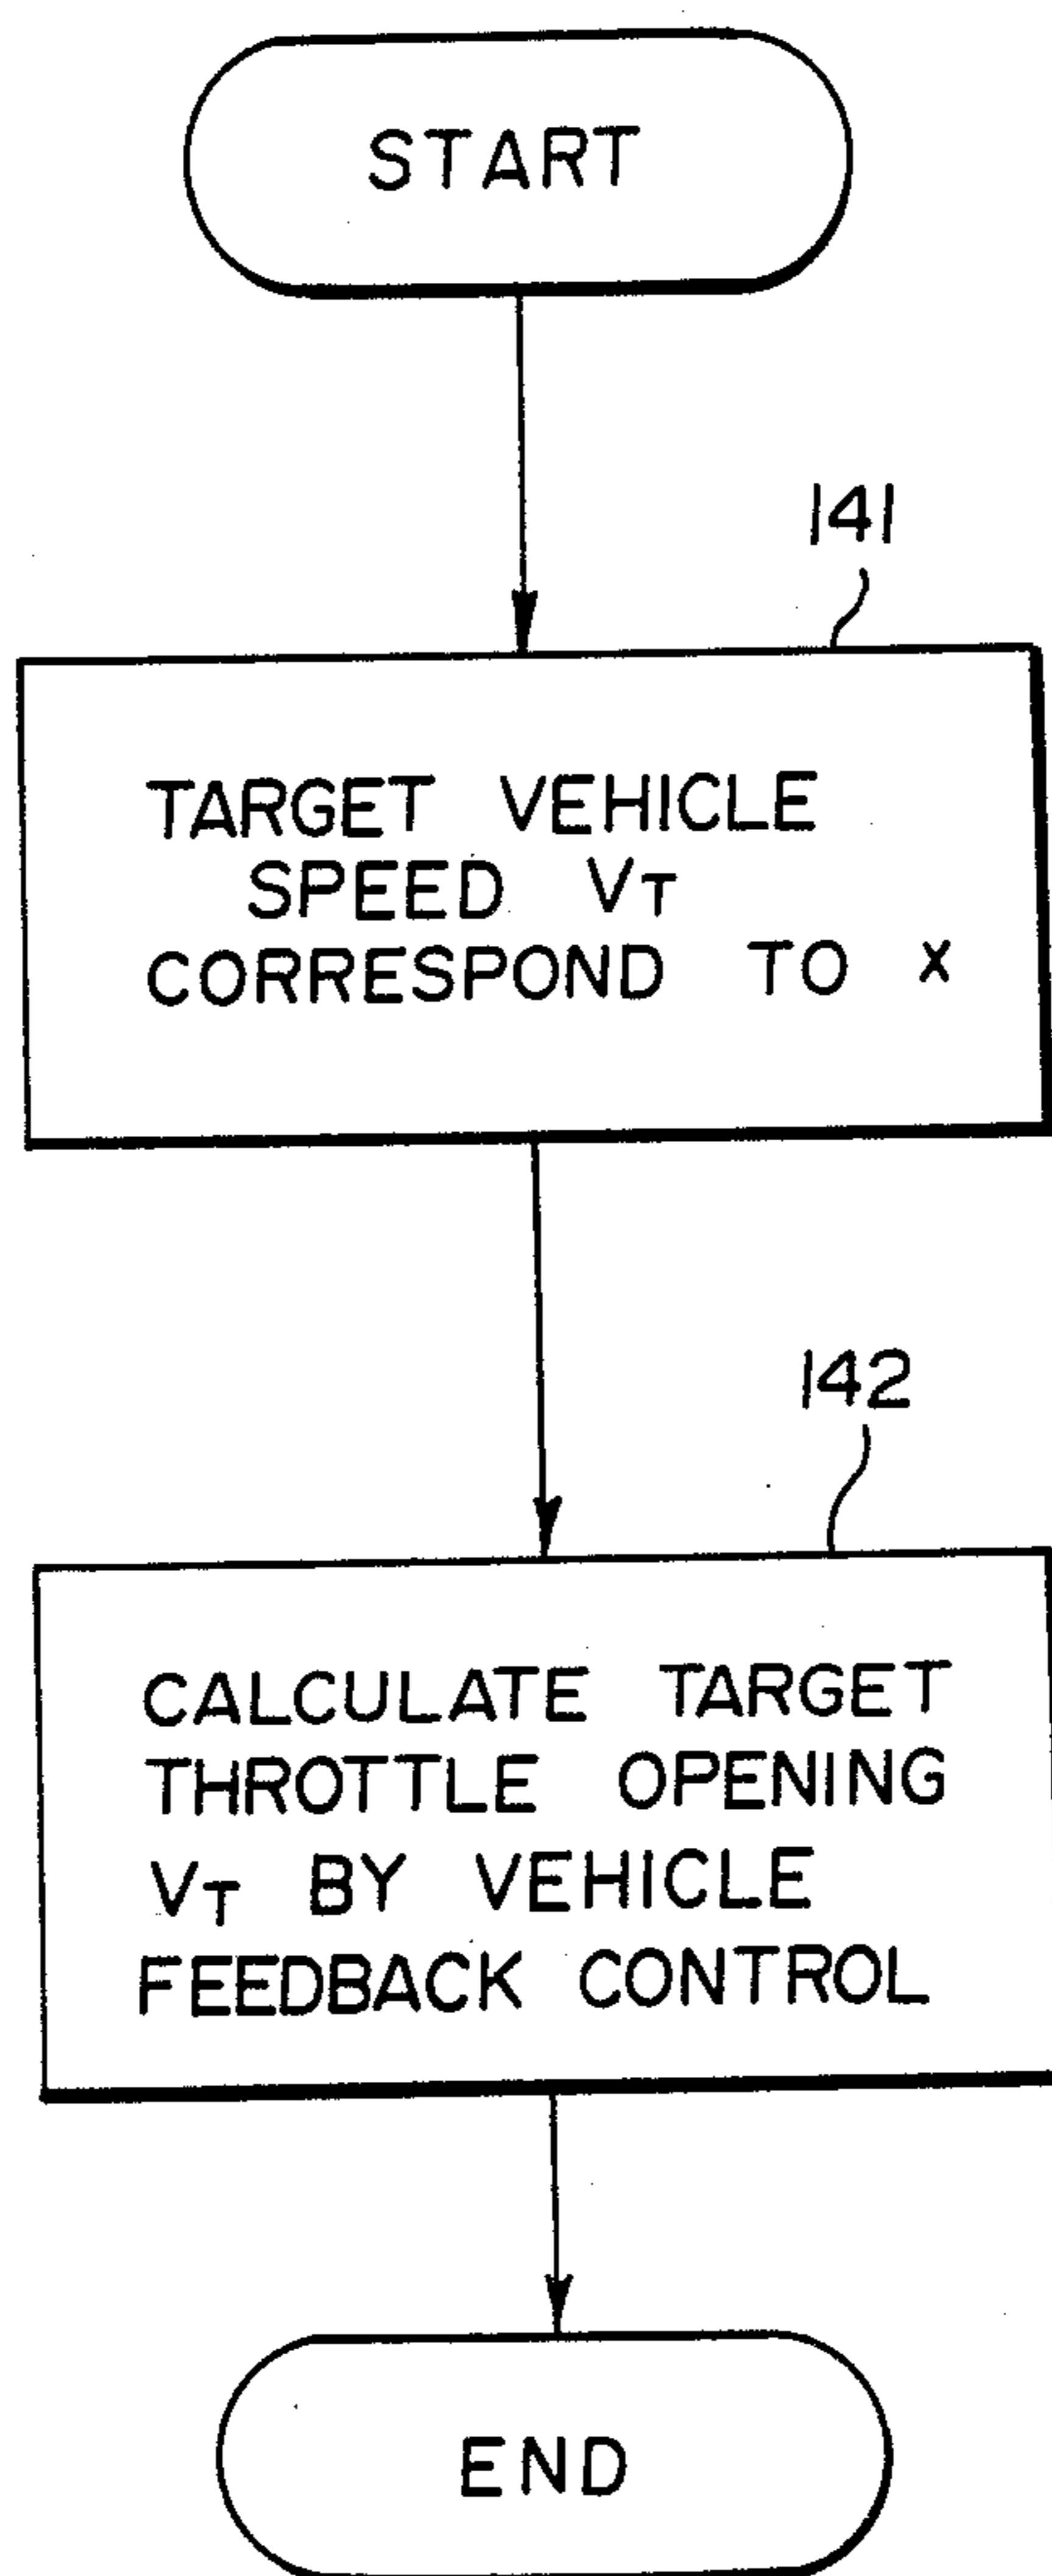 START
141
TARGET VEHICLE
SPEED VT
CORRESPOND TO x
142
CALCULATE TARGET
THROTTLE OPENING
VT BY VEHICLE
FEEDBACK CONTROL
END